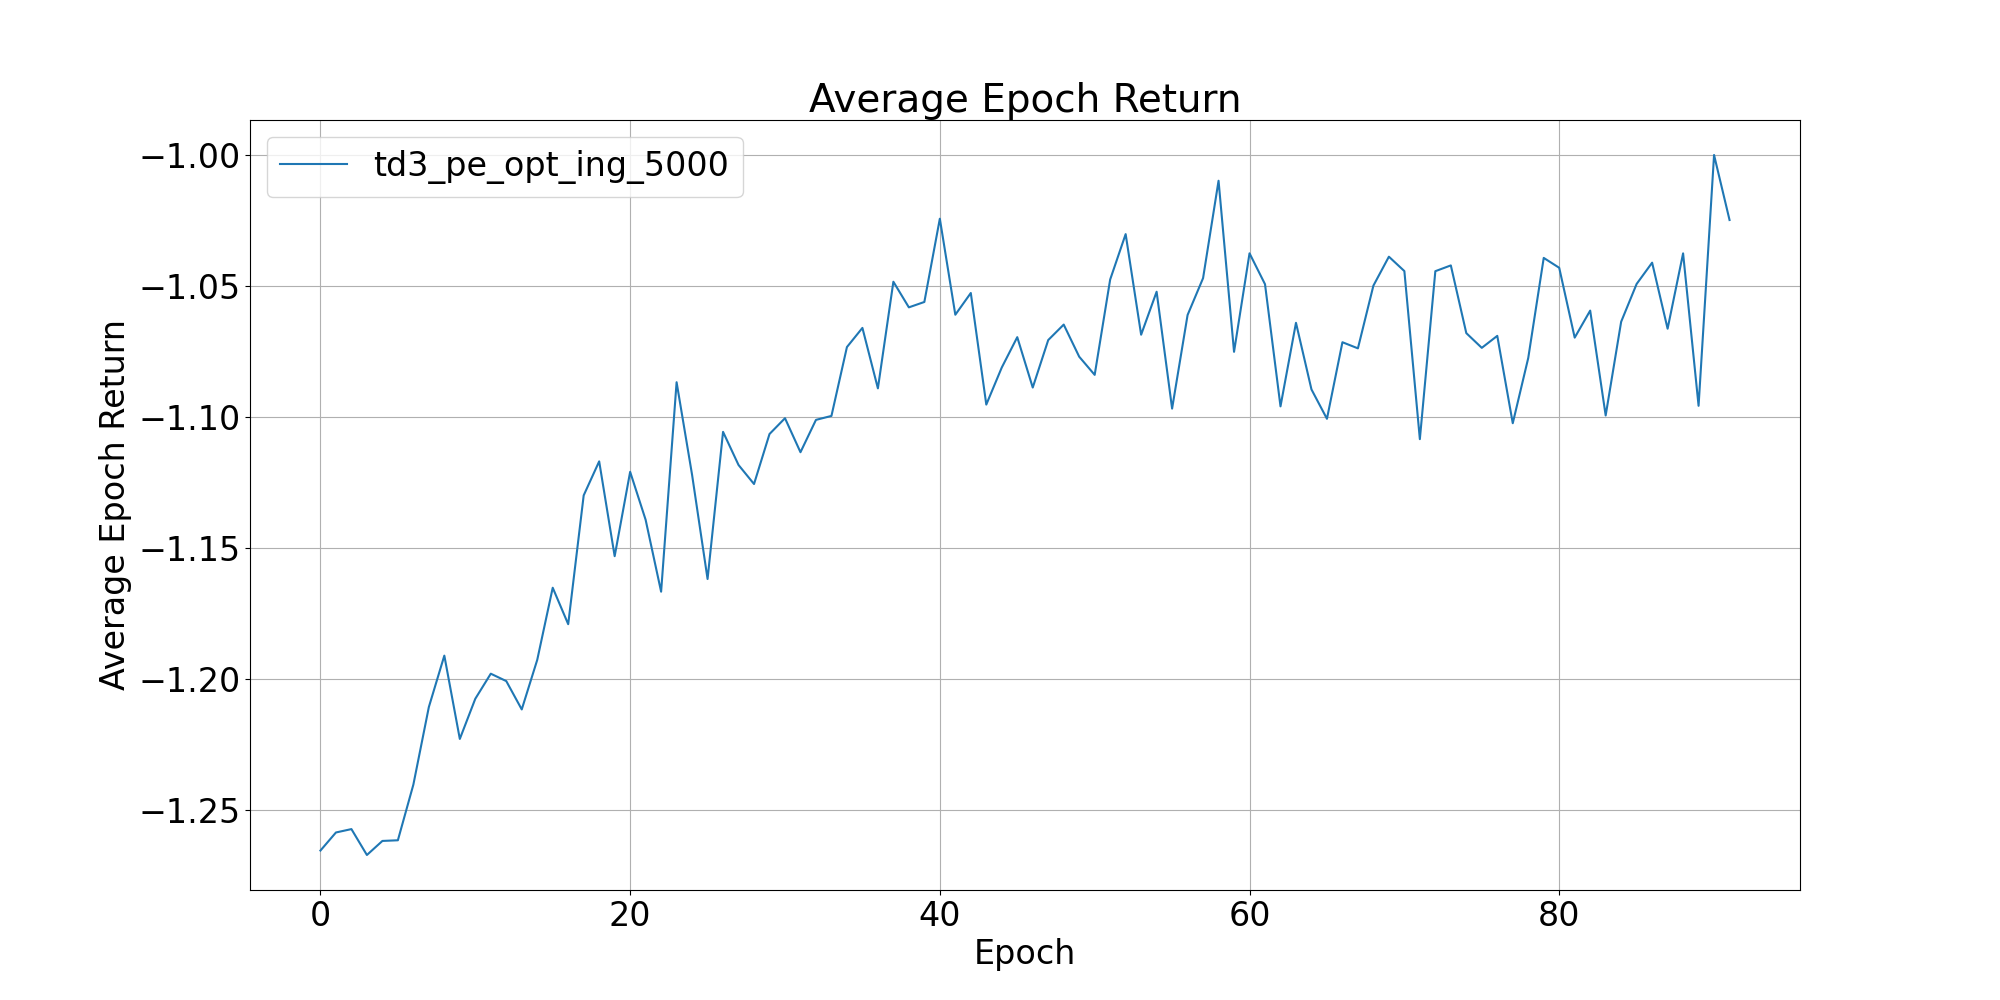 Average Epoch Return
td3_pe_opt_ing_5000
Average Epoch Return
−1.00
−1.05
−1.10
−1.15
−1.20
−1.25
0 20 40 60 80
Epoch